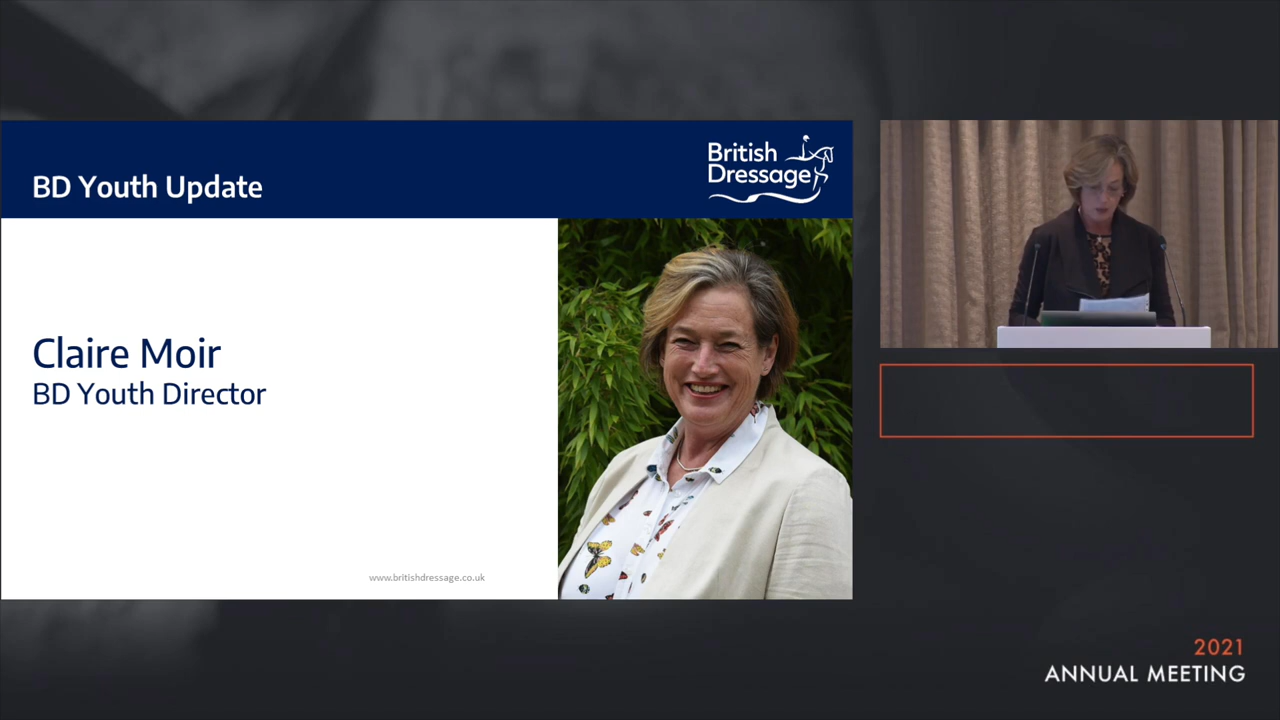 BD Youth Update
British
Dressage
Claire Moir
BD Youth Director
www.britishdressage.co.uk
2021
ANNUAL MEETING